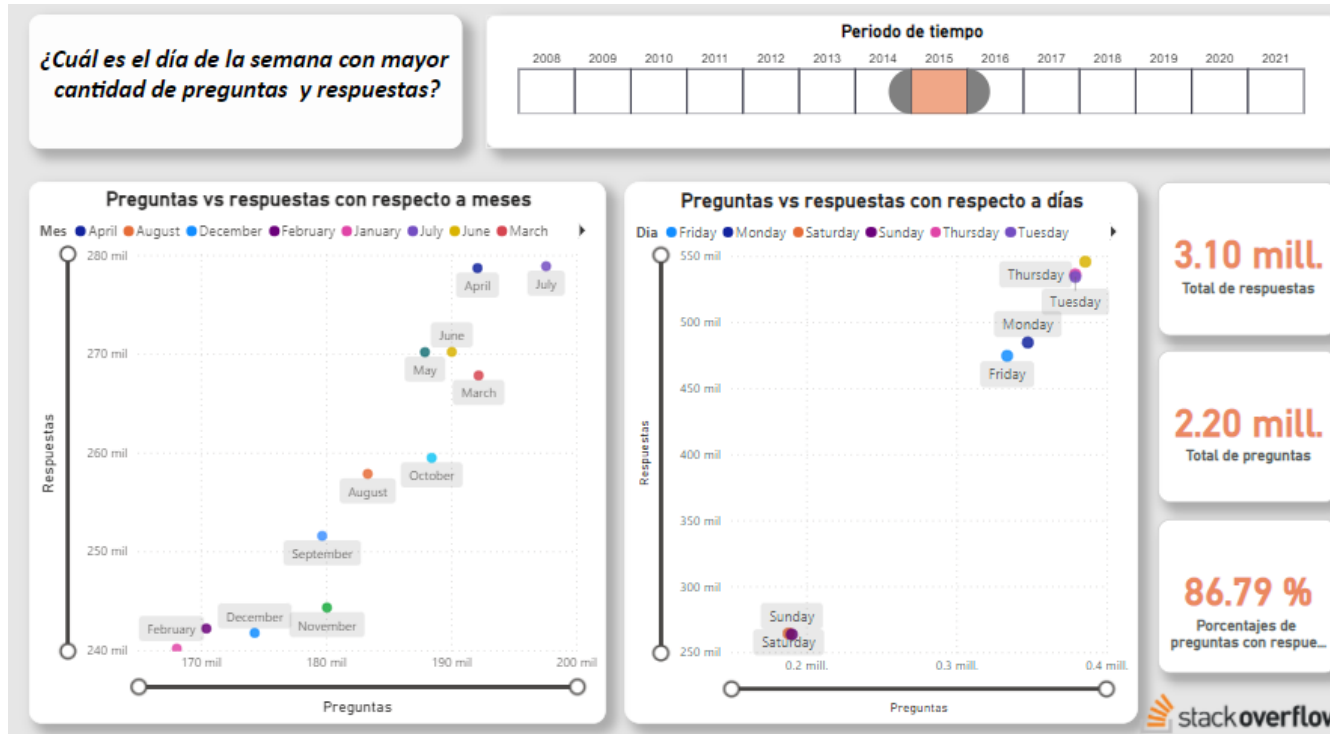 ¿Cuál es el día de la semana con mayor
cantidad de preguntas y respuestas?
Periodo de tiempo
2008 2009 2010 2011 2012 2013 2014 2015 2016 2017 2018 2019 2020 2021
Preguntas vs respuestas con respecto a meses
Mes April August December February January July June March
280 mil
270 mil
260 mil
250 mil
240 mil
Respuestas
April
July
June
May
March
October
August
September
December
November
February
170 mil 180 mil 190 mil 200 mil
Preguntas
Preguntas vs respuestas con respecto a días
Dia Friday Monday Saturday Sunday Thursday Tuesday
550 mil
500 mil
450 mil
400 mil
350 mil
300 mil
250 mil
Respuestas
Thursday
Tuesday
Monday
Friday
Sunday
Saturday
0.2 mill. 0.3 mill. 0.4 mill.
Preguntas
3.10 mill.
Total de respuestas
2.20 mill.
Total de preguntas
86.79 %
Porcentajes de
preguntas con respue...
stackoverflow